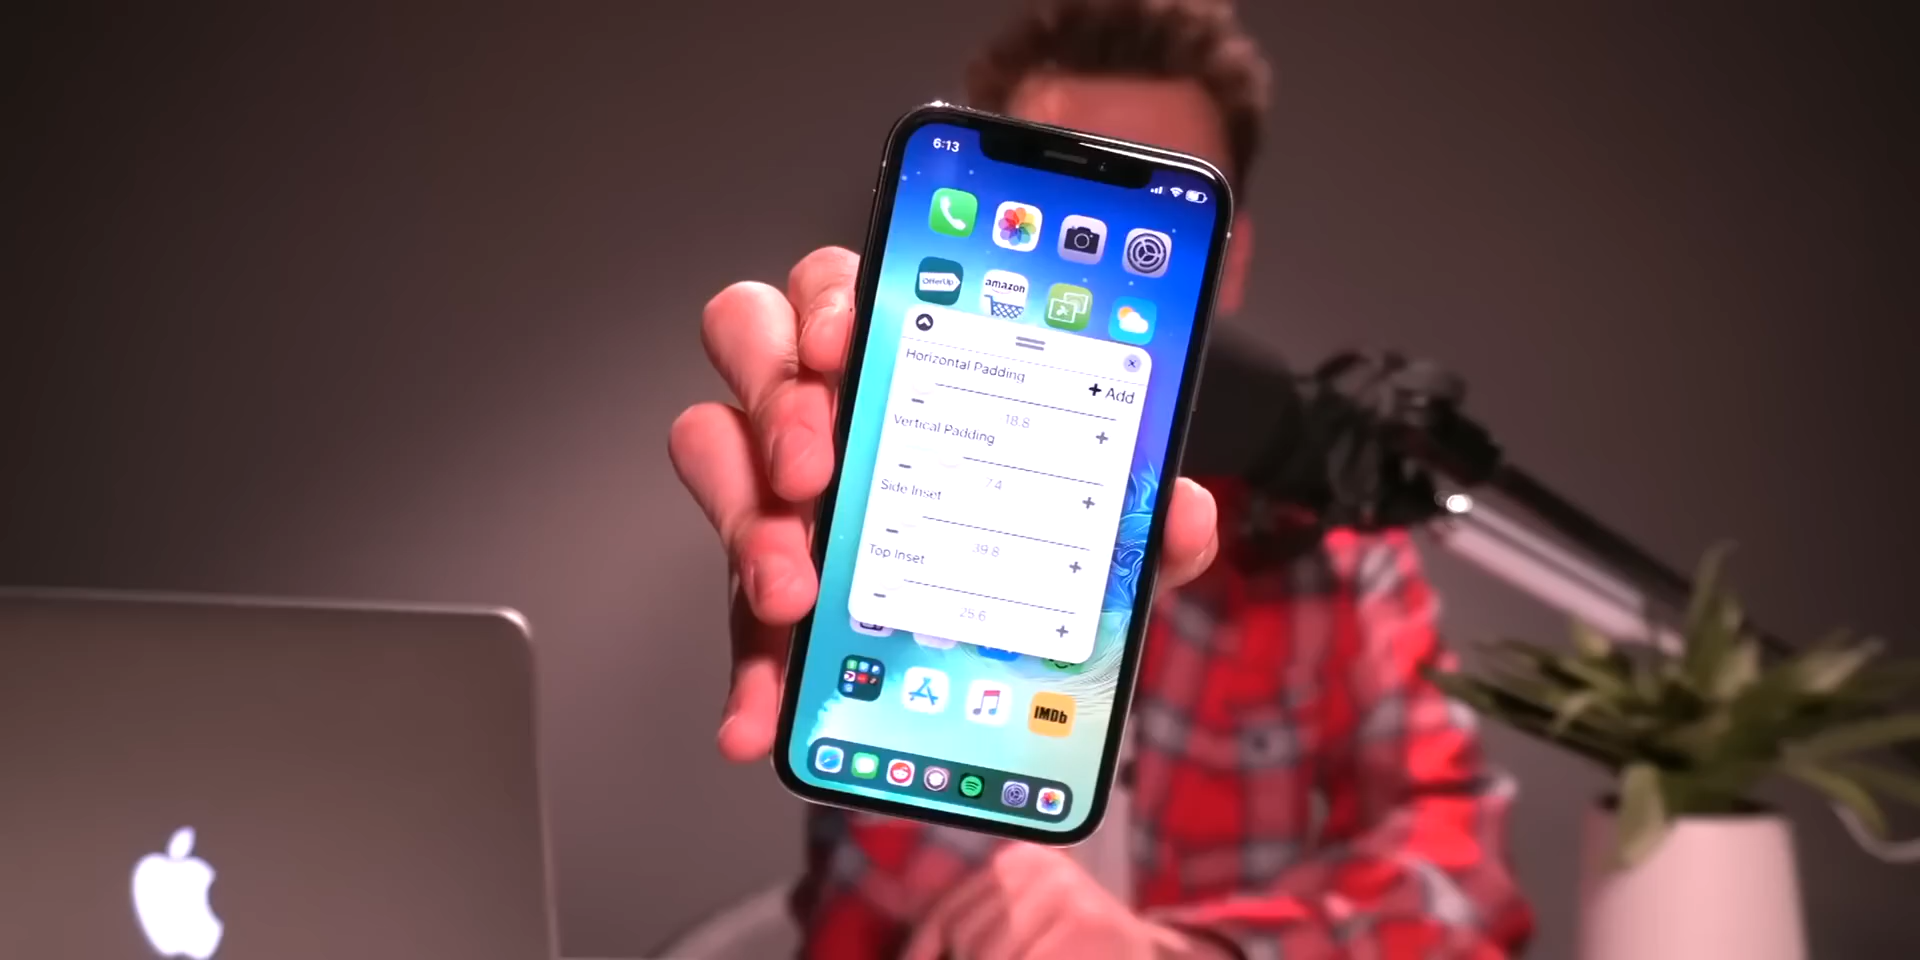 6:13
OfferUp
amazon
Horizontal Padding
+ Add
18.8
Vertical Padding
7.4
Side Inset
39.8
Top Inset
25.6
IMDb